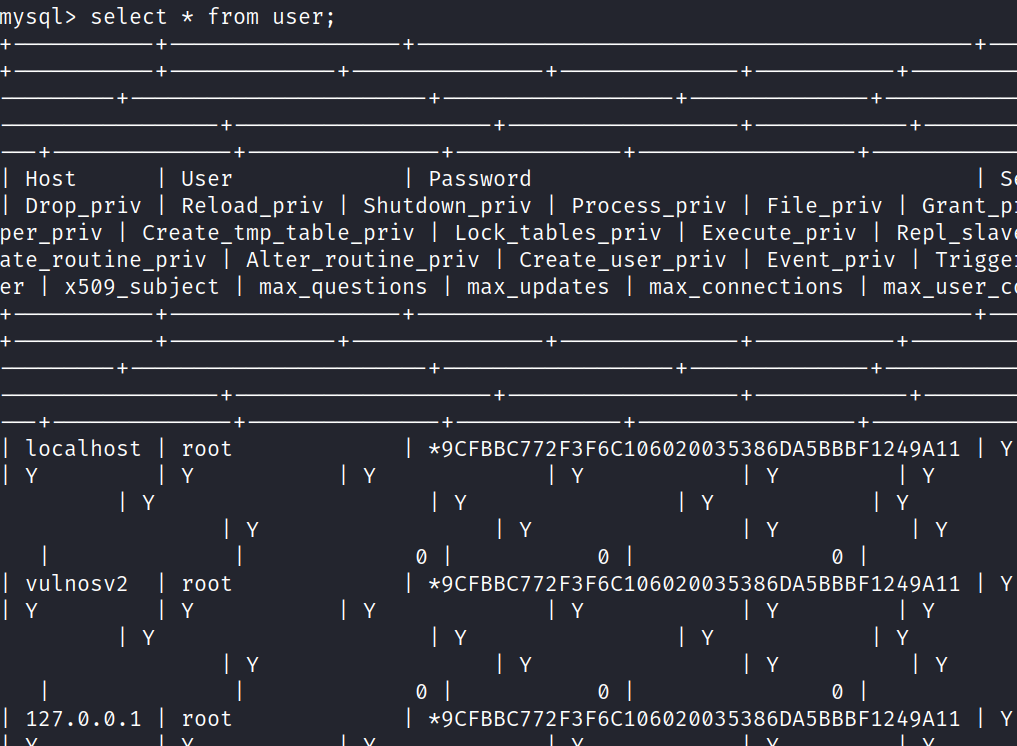 mysql> select * from user;
+-----------+------------------+-------------------------------------------+--
+-----------+-------------+---------------+--------------+-----------+--------
---------+-----------------------+------------------+--------------+----------
-----------------+--------------------+------------------+------------+-------
---+--------------+---------------+-------------+-----------------+-----------
| Host | User | Password | Se
| Drop_priv | Reload_priv | Shutdown_priv | Process_priv | File_priv | Grant_pr
per_priv | Create_tmp_table_priv | Lock_tables_priv | Execute_priv | Repl_slave
ate_routine_priv | Alter_routine_priv | Create_user_priv | Event_priv | Trigger
er | x509_subject | max_questions | max_updates | max_connections | max_user_co
+-----------+------------------+-------------------------------------------+--
+-----------+-------------+---------------+--------------+-----------+--------
---------+-----------------------+------------------+--------------+----------
-----------------+--------------------+------------------+------------+-------
---+--------------+---------------+-------------+-----------------+-----------
| localhost | root | *9CFBBC772F3F6C106020035386DA5BBBF1249A11 | Y
| Y | Y | Y | Y | Y | Y
| Y | Y | Y | Y
| Y | Y | Y | Y
| | 0 | 0 | 0 |
| vulnosv2 | root | *9CFBBC772F3F6C106020035386DA5BBBF1249A11 | Y
| Y | Y | Y | Y | Y | Y
| Y | Y | Y | Y
| Y | Y | Y | Y
| | 0 | 0 | 0 |
| 127.0.0.1 | root | *9CFBBC772F3F6C106020035386DA5BBBF1249A11 | Y
| Y | Y | Y | Y | Y | Y